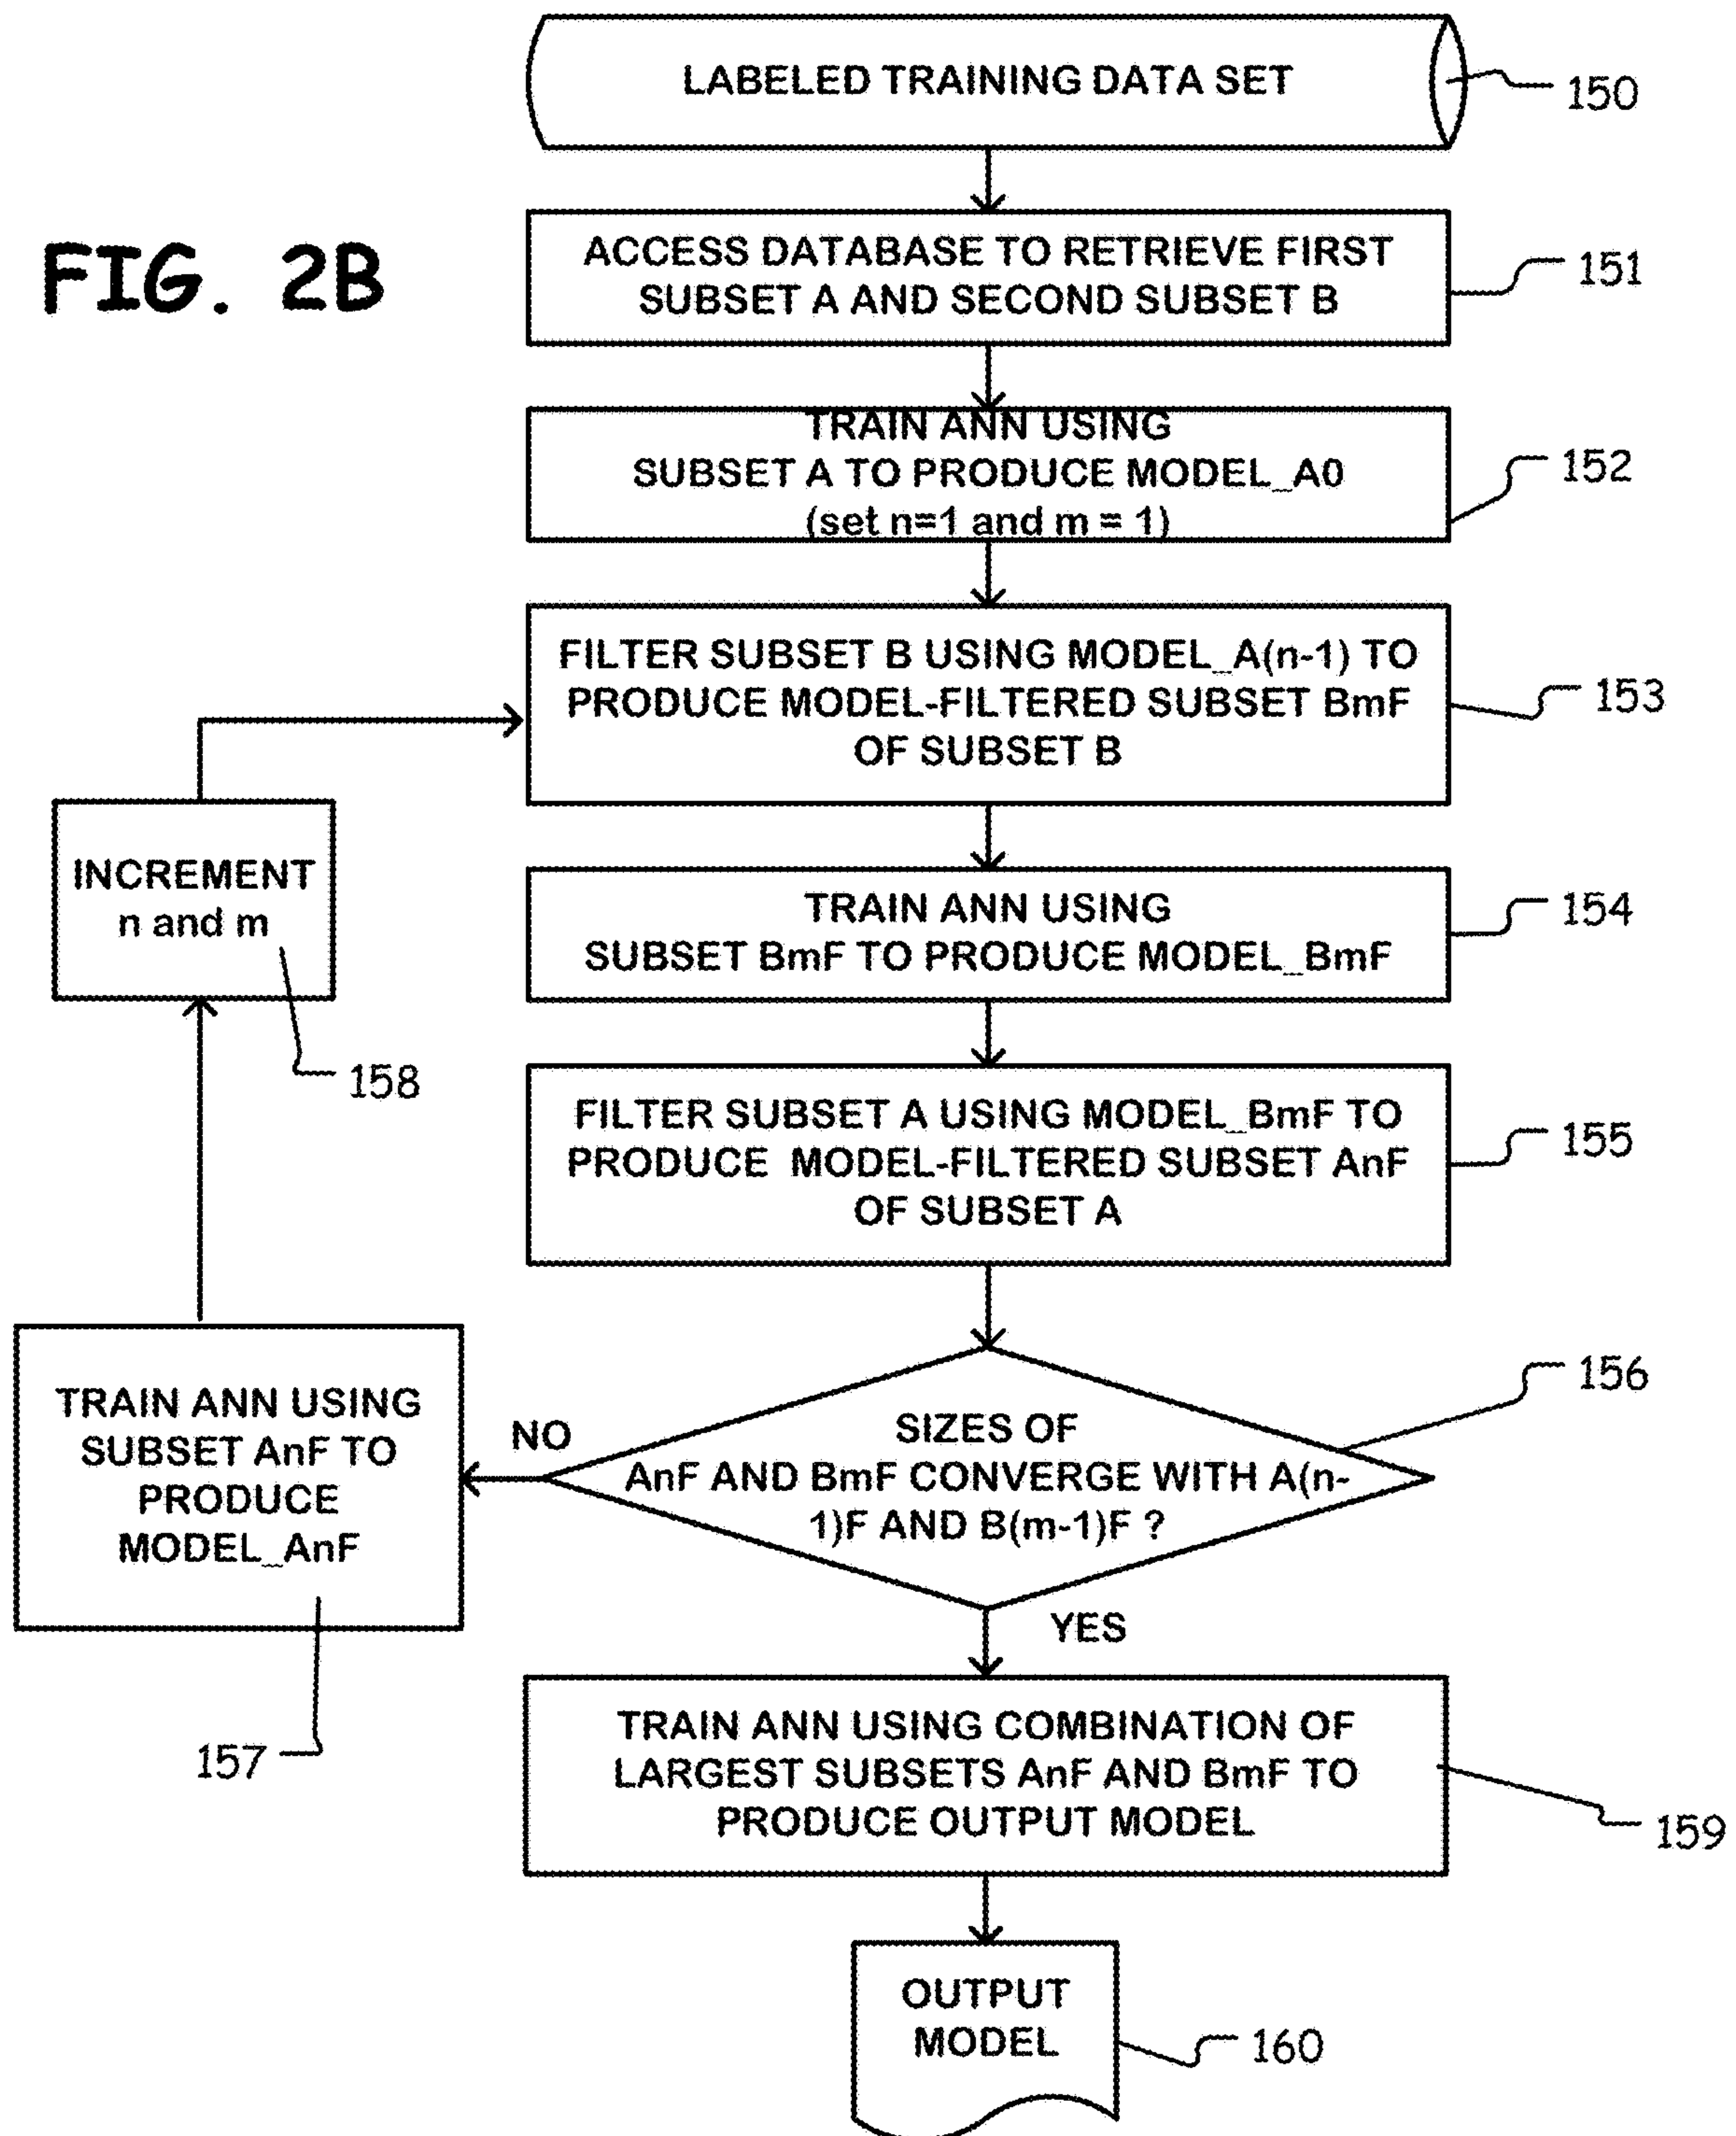 LABELED TRAINING DATA SET
150
FIG. 2B
ACCESS DATABASE TO RETRIEVE FIRST
SUBSET A AND SECOND SUBSET B
151
TRAIN ANN USING
SUBSET A TO PRODUCE MODEL_A0
(set n=1 and m = 1)
152
FILTER SUBSET B USING MODEL_A(n-1) TO
PRODUCE MODEL-FILTERED SUBSET BmF
OF SUBSET B
153
INCREMENT
n and m
158
TRAIN ANN USING
SUBSET BmF TO PRODUCE MODEL_BmF
154
FILTER SUBSET A USING MODEL_BmF TO
PRODUCE MODEL-FILTERED SUBSET AnF
OF SUBSET A
155
SIZES OF
AnF AND BmF CONVERGE WITH A(n-
1)F AND B(m-1)F ?
156
NO
TRAIN ANN USING
SUBSET AnF TO
PRODUCE
MODEL_AnF
157
YES
TRAIN ANN USING COMBINATION OF
LARGEST SUBSETS AnF AND BmF TO
PRODUCE OUTPUT MODEL
159
OUTPUT
MODEL
160